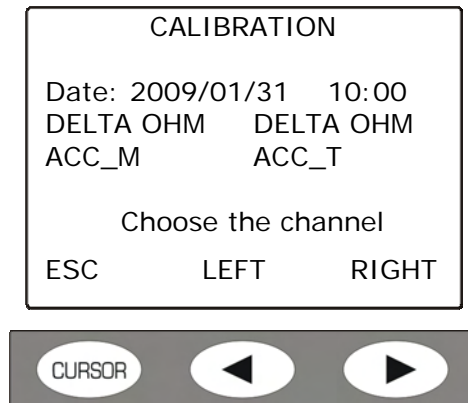 CALIBRATION
Date: 2009/01/31 10:00
DELTA OHM DELTA OHM
ACC_M ACC_T
Choose the channel
ESC LEFT RIGHT
CURSOR